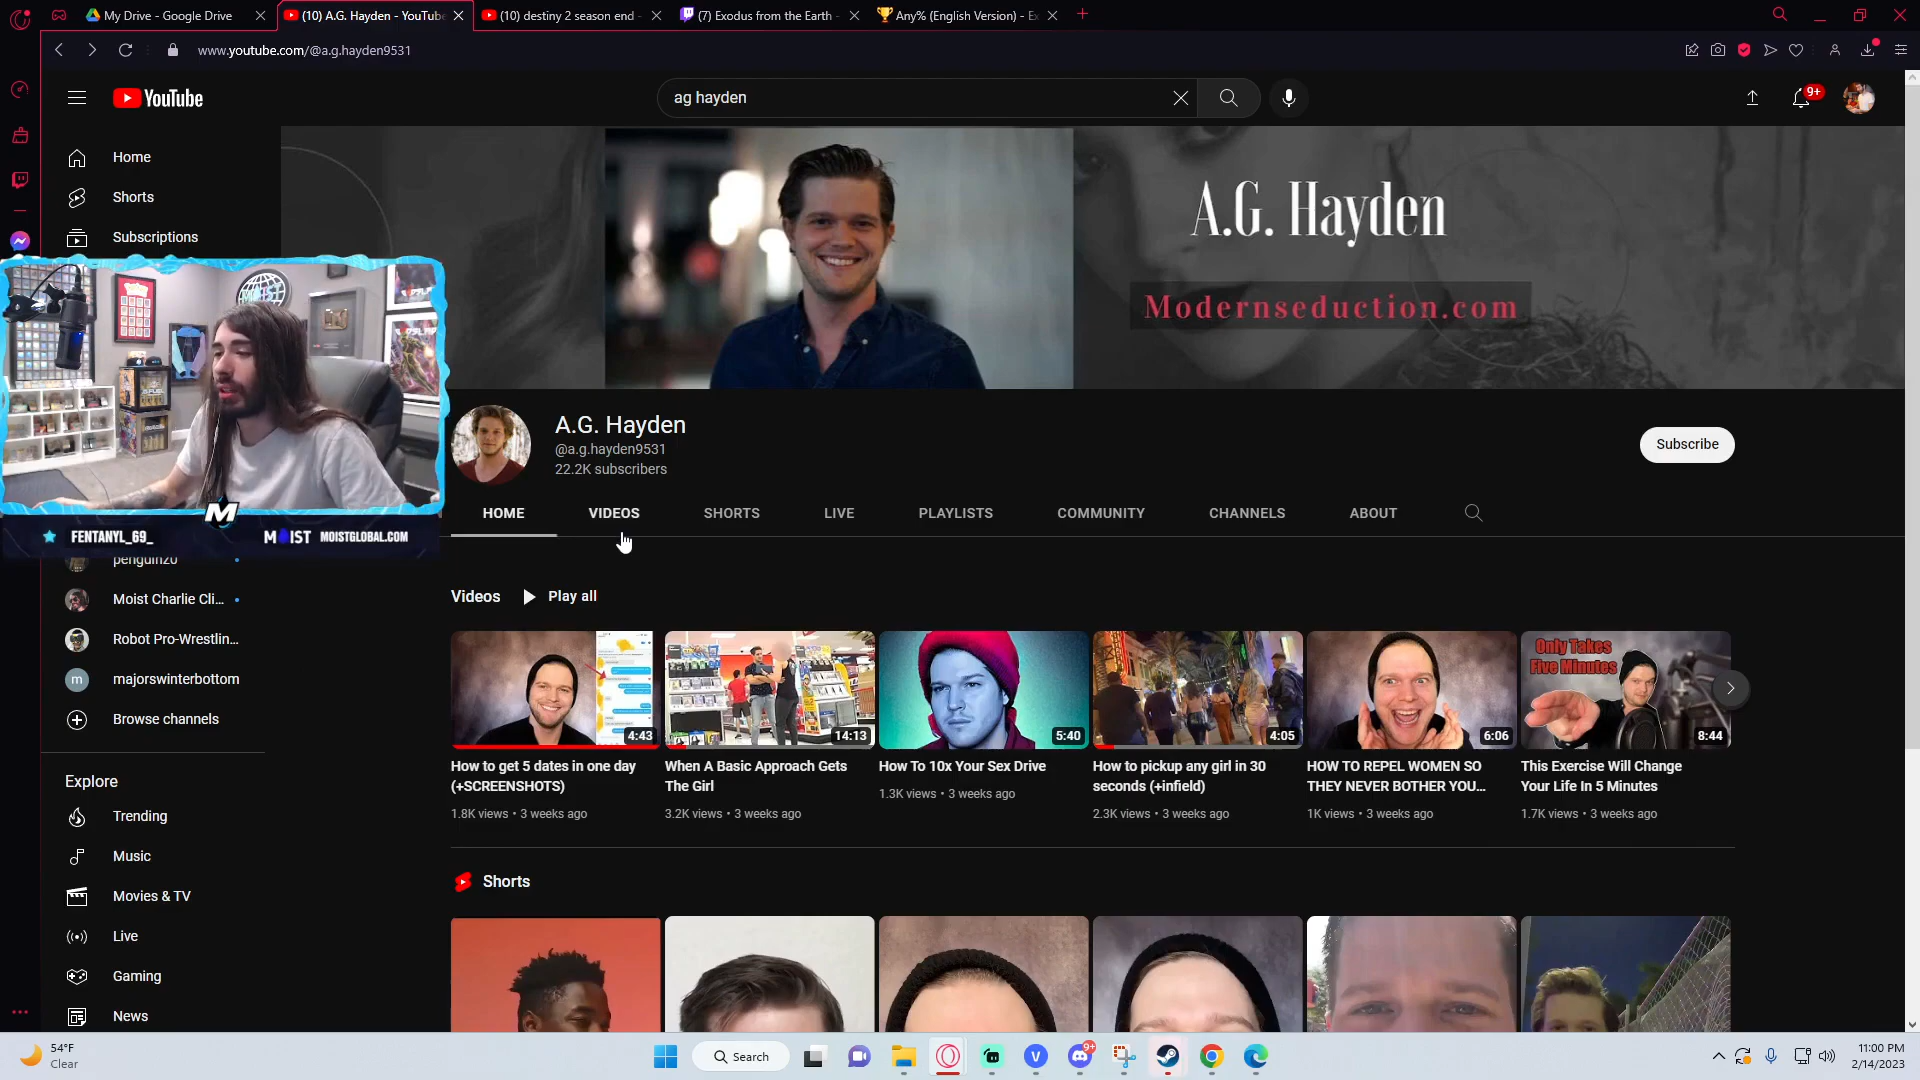 My Drive - Google Drive
(10) A.G. Hayden - YouTube
(10) destiny 2 season end -
(7) Exodus from the Earth -
Any% (English Version) - Ex
www.youtube.com/@a.g.hayden9531
YouTube
ag hayden
9+
Home
Shorts
Subscriptions
A.G. Hayden
Modernseduction.com
MOIST
M
FENTANYL_69_
MOIST
MOISTGLOBAL.COM
A.G. Hayden
@a.g.hayden9531
22.2K subscribers
Subscribe
HOME
VIDEOS
SHORTS
LIVE
PLAYLISTS
COMMUNITY
CHANNELS
ABOUT
penguinz0
Moist Charlie Cli...
Robot Pro-Wrestlin...
m
majorswinterbottom
Browse channels
Explore
Trending
Music
Movies & TV
Live
Gaming
News
Videos
Play all
4:43
14:13
5:40
4:05
6:06
Only Takes
Five Minutes
8:44
How to get 5 dates in one day
(+SCREENSHOTS)
1.8K views • 3 weeks ago
When A Basic Approach Gets
The Girl
3.2K views • 3 weeks ago
How To 10x Your Sex Drive
1.3K views • 3 weeks ago
How to pickup any girl in 30
seconds (+infield)
2.3K views • 3 weeks ago
HOW TO REPEL WOMEN SO
THEY NEVER BOTHER YOU...
1K views • 3 weeks ago
This Exercise Will Change
Your Life In 5 Minutes
1.7K views • 3 weeks ago
Shorts
54°F
Clear
Search
V
9+
11:00 PM
2/14/2023